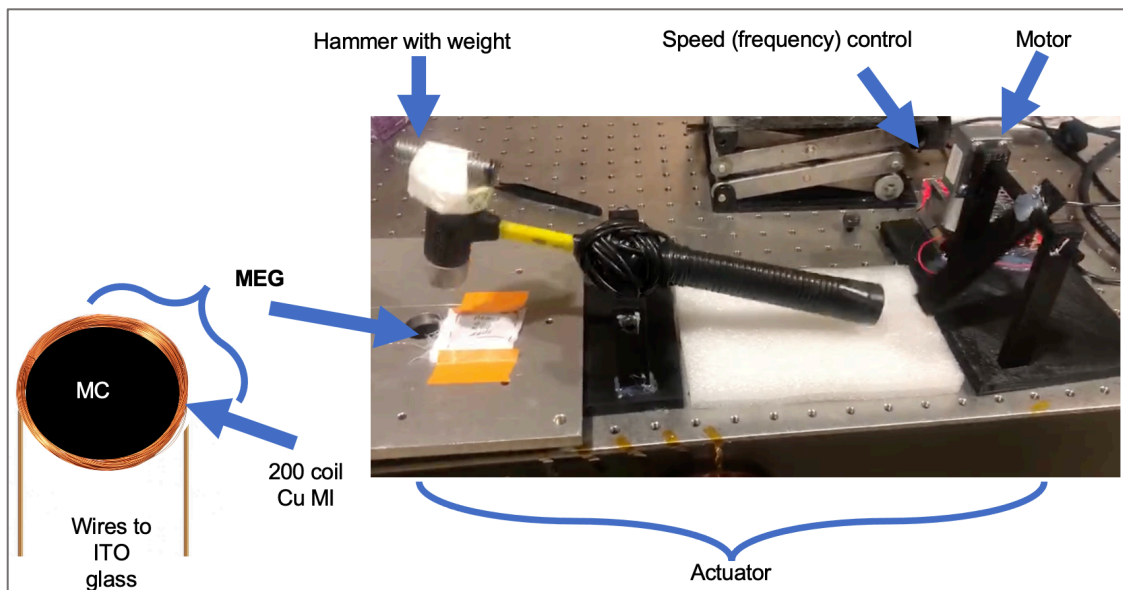 Hammer with weight
Speed (frequency) control
Motor
MEG
MC
200 coil
Cu MI
Wires to
ITO
glass
Actuator